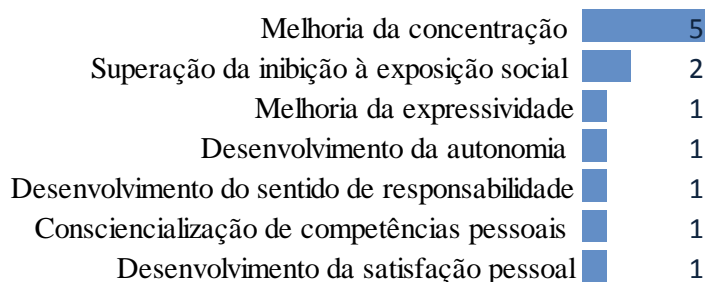 Melhoria da concentração 5
Superação da inibição à exposição social 2
Melhoria da expressividade 1
Desenvolvimento da autonomia 1
Desenvolvimento do sentido de responsabilidade 1
Consciencialização de competências pessoais 1
Desenvolvimento da satisfação pessoal 1